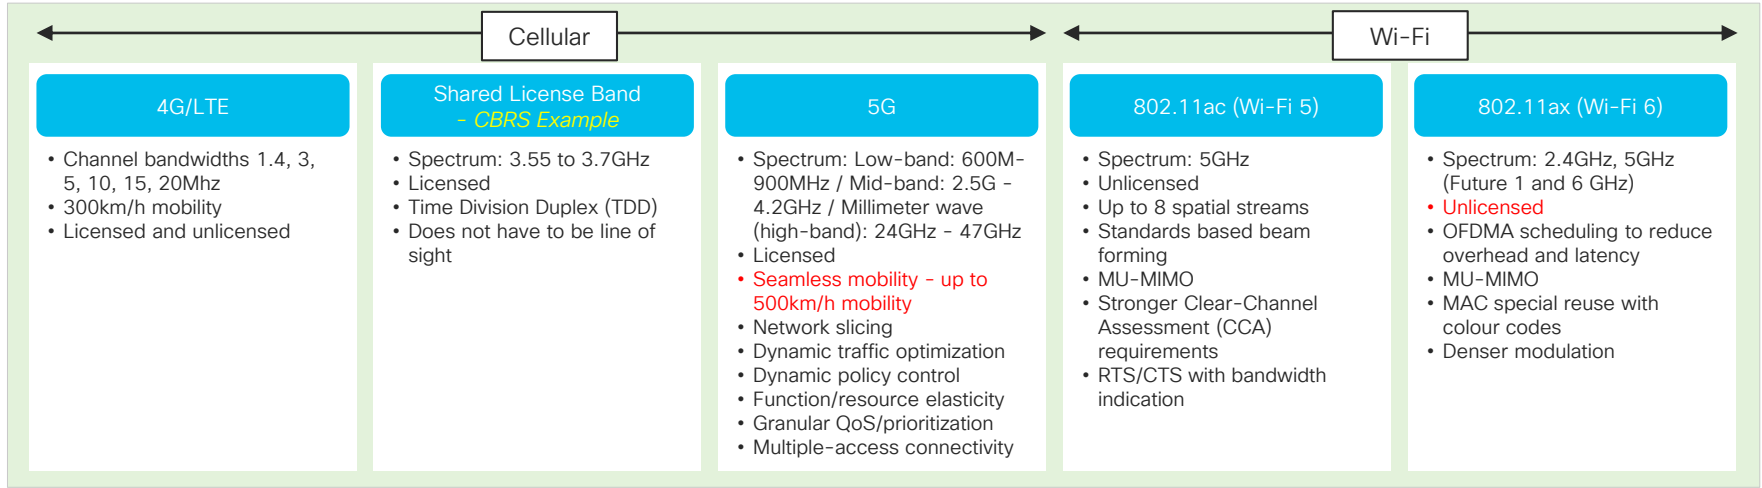 Cellular
Wi-Fi
4G/LTE
• Channel bandwidths 1.4, 3,
5, 10, 15, 20Mhz
• 300km/h mobility
• Licensed and unlicensed
Shared License Band
- CBRS Example
• Spectrum: 3.55 to 3.7GHz
• Licensed
• Time Division Duplex (TDD)
• Does not have to be line of
sight
5G
• Spectrum: Low-band: 600M-
900MHz / Mid-band: 2.5G -
4.2GHz / Millimeter wave
(high-band): 24GHz - 47GHz
• Licensed
• Seamless mobility - up to
500km/h mobility
• Network slicing
• Dynamic traffic optimization
• Dynamic policy control
• Function/resource elasticity
• Granular QoS/prioritization
• Multiple-access connectivity
802.11ac (Wi-Fi 5)
• Spectrum: 5GHz
• Unlicensed
• Up to 8 spatial streams
• Standards based beam
forming
• MU-MIMO
• Stronger Clear-Channel
Assessment (CCA)
requirements
• RTS/CTS with bandwidth
indication
802.11ax (Wi-Fi 6)
• Spectrum: 2.4GHz, 5GHz
(Future 1 and 6 GHz)
• Unlicensed
• OFDMA scheduling to reduce
overhead and latency
• MU-MIMO
• MAC special reuse with
colour codes
• Denser modulation